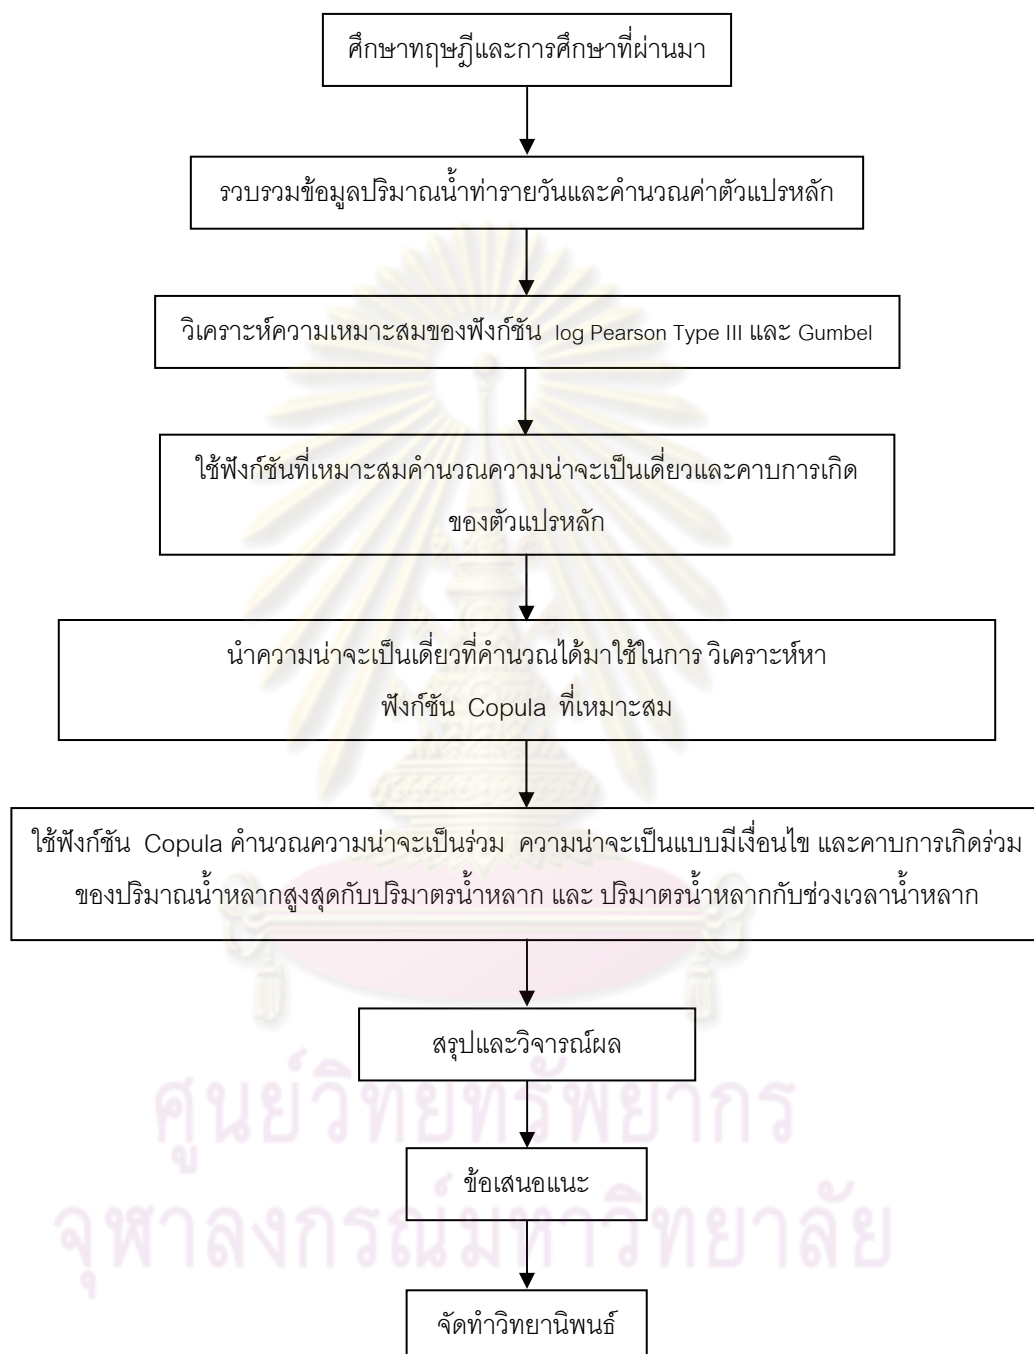 ศึกษาทฤษฎีและการศึกษาที่ผ่านมา
รวบรวมข้อมูลปริมาณน้ำท่ารายวันและคำนวณค่าตัวแปรหลัก
วิเคราะห์ความเหมาะสมของฟังก์ชัน log Pearson Type III และ Gumbel
ใช้ฟังก์ชันที่เหมาะสมคำนวณความน่าจะเป็นเดี่ยวและคาบการเกิด
ของตัวแปรหลัก
นำความน่าจะเป็นเดี่ยวที่คำนวณได้มาใช้ในการ วิเคราะห์หา
ฟังก์ชัน Copula ที่เหมาะสม
ใช้ฟังก์ชัน Copula คำนวณความน่าจะเป็นร่วม ความน่าจะเป็นแบบมีเงื่อนไข และคาบการเกิดร่วม
ของปริมาณน้ำหลากสูงสุดกับปริมาตรน้ำหลาก และ ปริมาตรน้ำหลากกับช่วงเวลาน้ำหลาก
สรุปและวิจารณ์ผล
ศูนย์วิทยทรัพยากร
ข้อเสนอแนะ
จุฬาลงกรณ์มหาวิทยาลัย
จัดทำวิทยานิพนธ์